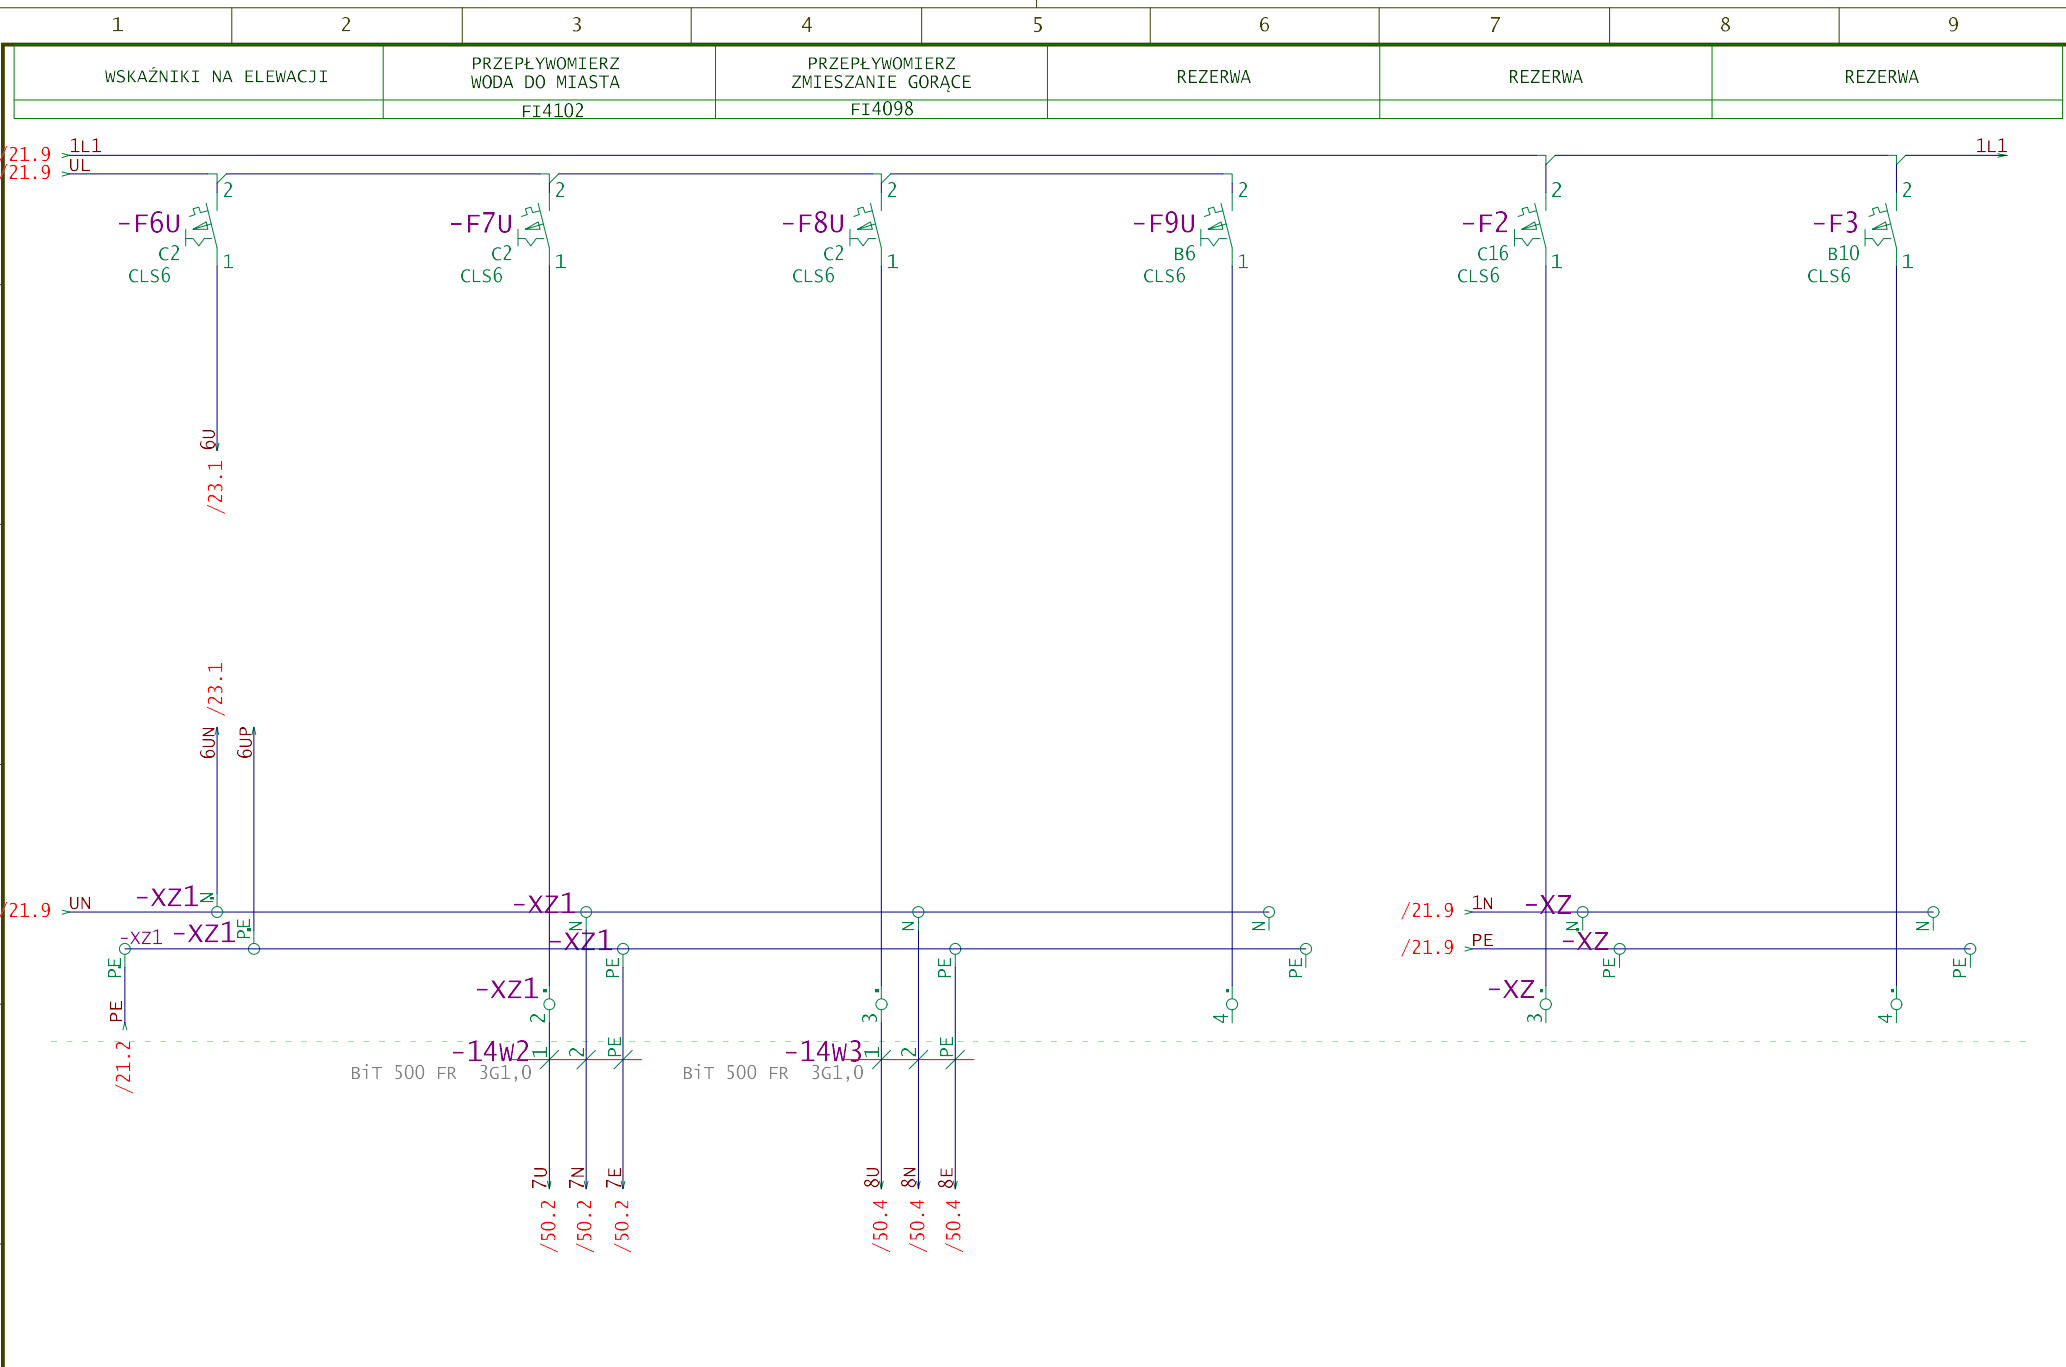 1 2 3 4 5 6 7 8 9
WSKAŹNIKI NA ELEWACJI
PRZEPŁYWOMIERZ
WODA DO MIASTA
FI4102
PRZEPŁYWOMIERZ
ZMIESZANIE GORĄCE
FI4098
REZERWA
REZERWA
REZERWA
/21.9 1L1 1L1
/21.9 UL
2 2 2 2 2 2
-F6U -F7U -F8U -F9U -F2 -F3
C2 C2 C2 B6 C16 B10
1 1 1 1 1 1
CLS6 CLS6 CLS6 CLS6 CLS6 CLS6
6U
/23.1
/23.1
6UN 6UP
/21.9 UN -XZ1 N -XZ1 N N N /21.9 1N -XZ N N
-XZ1 PE -XZ1 PE -XZ1 PE PE PE /21.9 PE -XZ PE PE
PE
/21.2
-XZ1 2 3 4 -XZ 3 4
-14W2 1 2 PE -14W3 1 2 PE
BiT 500 FR 3G1,0 BiT 500 FR 3G1,0
7U 7N 7E 8U 8N 8E
/50.2 /50.2 /50.2 /50.4 /50.4 /50.4